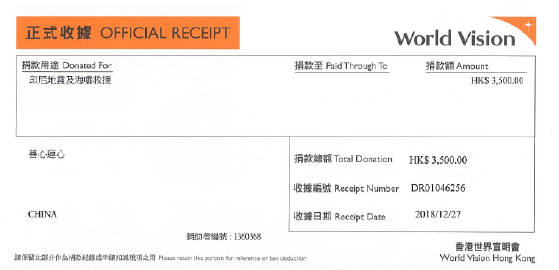 正式收據 OFFICIAL RECEIPT
World Vision
捐款用途 Donated For
捐款至 Paid Through To
捐款額 Amount
印尼地震及海嘯救援
HK$ 3,500.00
善心蓮心
捐款總額 Total Donation HK$ 3,500.00
收據編號 Receipt Number DR01046256
CHINA
收據日期 Receipt Date 2018/12/27
捐助者編號 : 1360368
香港世界宣明會
World Vision Hong Kong
請保留此部分作為捐款紀錄或申請扣減稅項之用 Please retain this portion for reference or tax deduction